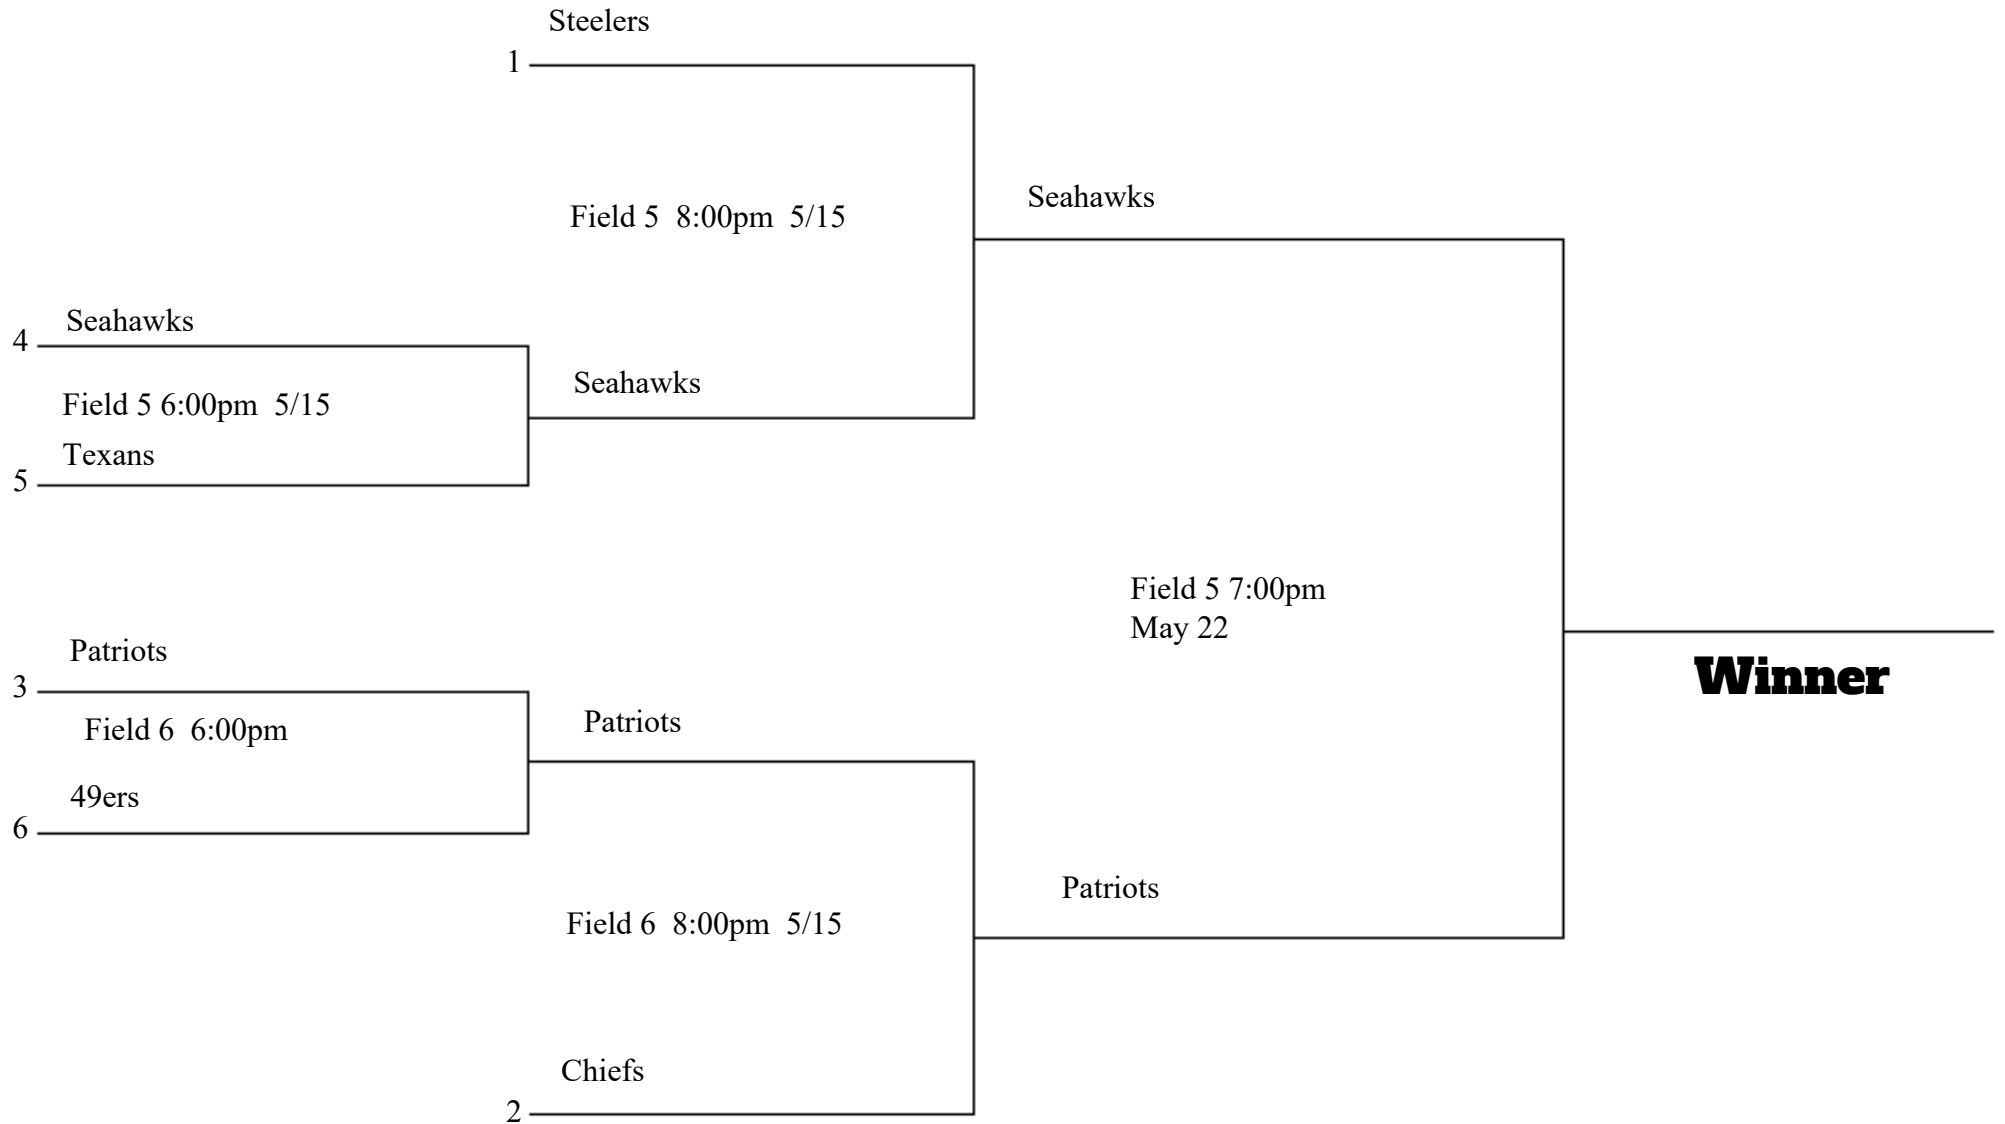 Steelers
1
Field 5  8:00pm  5/15
Seahawks
Seahawks
4
Field 5 6:00pm  5/15
Seahawks
Texans
5
Field 5 7:00pm
May 22
Winner
Patriots
3
Field 6  6:00pm
Patriots
49ers
6
Patriots
Field 6  8:00pm  5/15
Chiefs
2